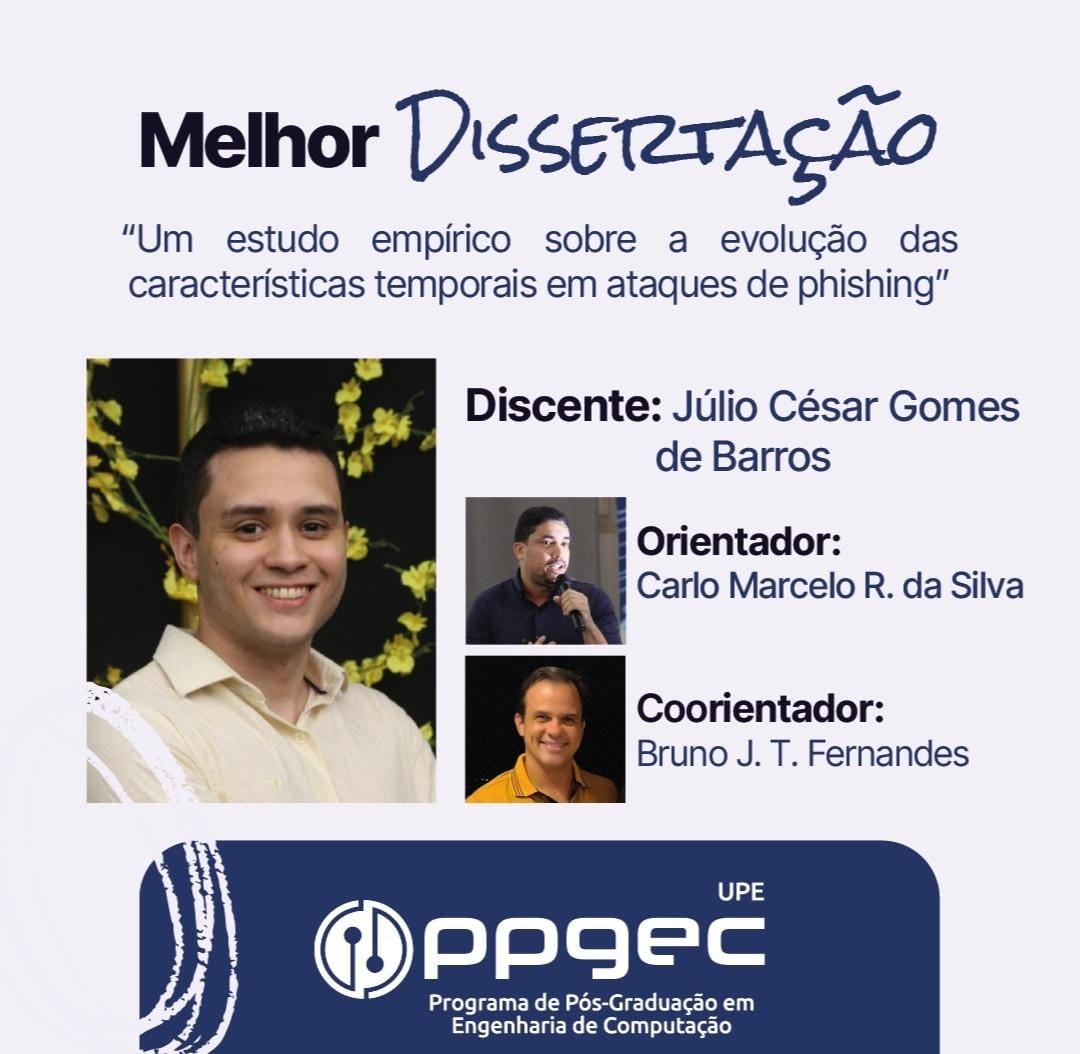 Melhor Dissertação
“Um estudo empírico sobre a evolução das
características temporais em ataques de phishing”
Discente: Júlio César Gomes
de Barros
Orientador:
Carlo Marcelo R. da Silva
Coorientador:
Bruno J. T. Fernandes
UPE
ppgec
Programa de Pós-Graduação em
Engenharia de Computação